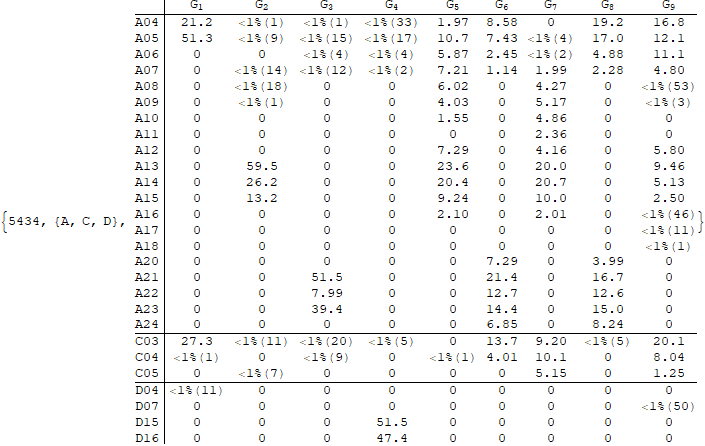 G1 G2 G3 G4 G5 G6 G7 G8 G9
A04 21.2 <1%(1) <1%(1) <1%(33) 1.97 8.58 0 19.2 16.8
A05 51.3 <1%(9) <1%(15) <1%(17) 10.7 7.43 <1%(4) 17.0 12.1
A06 0 0 <1%(4) <1%(4) 5.87 2.45 <1%(2) 4.88 11.1
A07 0 <1%(14) <1%(12) <1%(2) 7.21 1.14 1.99 2.28 4.80
A08 0 <1%(18) 0 0 6.02 0 4.27 0 <1%(53)
A09 0 <1%(1) 0 0 4.03 0 5.17 0 <1%(3)
A10 0 0 0 0 1.55 0 4.86 0 0
A11 0 0 0 0 0 0 2.36 0 0
A12 0 0 0 0 7.29 0 4.16 0 5.80
A13 0 59.5 0 0 23.6 0 20.0 0 9.46
A14 0 26.2 0 0 20.4 0 20.7 0 5.13
A15 0 13.2 0 0 9.24 0 10.0 0 2.50
{5434, {A, C, D}, A16 0 0 0 0 2.10 0 2.01 0 <1%(46) }
A17 0 0 0 0 0 0 0 0 <1%(11)
A18 0 0 0 0 0 0 0 0 <1%(1)
A20 0 0 0 0 0 7.29 0 3.99 0
A21 0 0 51.5 0 0 21.4 0 16.7 0
A22 0 0 7.99 0 0 12.7 0 12.6 0
A23 0 0 39.4 0 0 14.4 0 15.0 0
A24 0 0 0 0 0 6.85 0 8.24 0
C03 27.3 <1%(11) <1%(20) <1%(5) 0 13.7 9.20 <1%(5) 20.1
C04 <1%(1) 0 <1%(9) 0 <1%(1) 4.01 10.1 0 8.04
C05 0 <1%(7) 0 0 0 0 5.15 0 1.25
D04 <1%(11) 0 0 0 0 0 0 0 0
D07 0 0 0 0 0 0 0 0 <1%(50)
D15 0 0 0 51.5 0 0 0 0 0
D16 0 0 0 47.4 0 0 0 0 0